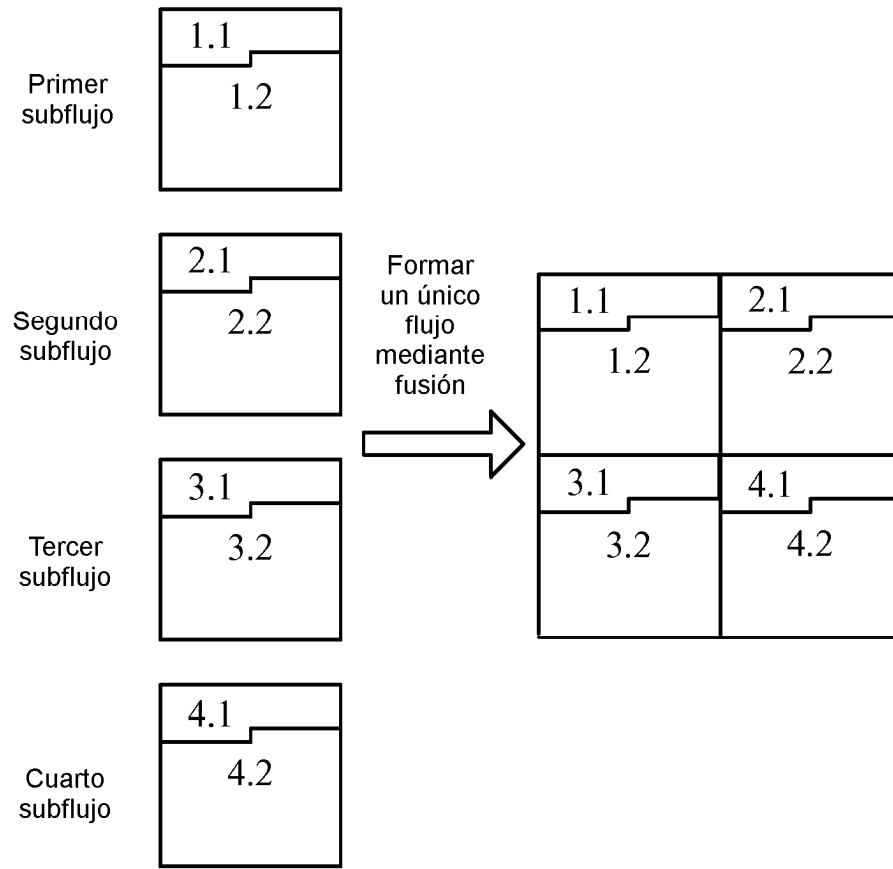 1.1
Primer
subflujo
1.2
2.1
Segundo
subflujo
2.2
Formar
un único
flujo
mediante
fusión
1.1
2.1
1.2
2.2
3.1
Tercer
subflujo
3.2
3.1
4.1
3.2
4.2
4.1
Cuarto
subflujo
4.2